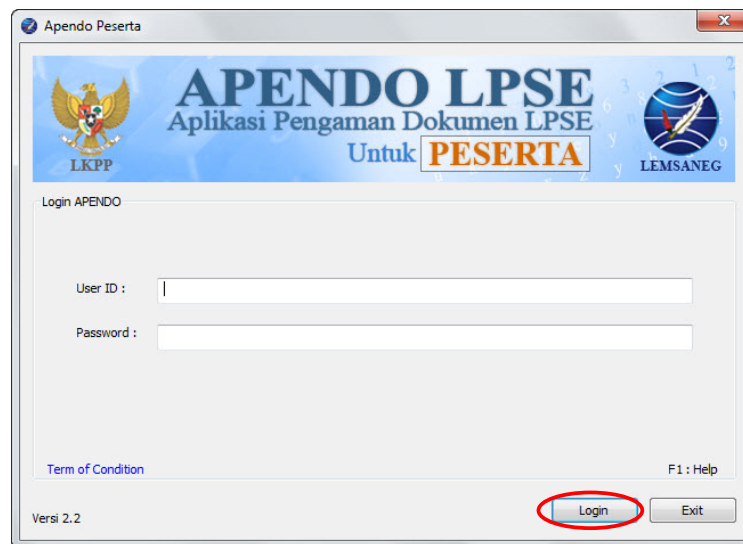 Apendo Peserta
APENDO LPSE
Aplikasi Pengaman Dokumen LPSE
Untuk PESERTA
LKPP
LEMSANEG
Login APENDO
User ID :
Password :
Term of Condition
F1 : Help
Versi 2.2
Login
Exit